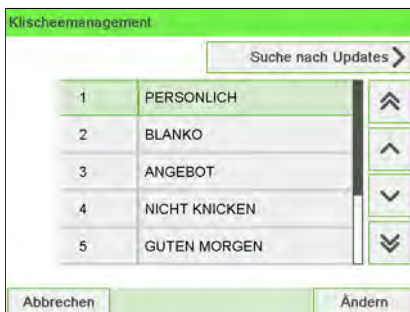 Klischeemanagement
Suche nach Updates
1 PERSONLICH
2 BLANKO
3 ANGEBOT
4 NICHT KNICKEN
5 GUTEN MORGEN
Abbrechen Ändern